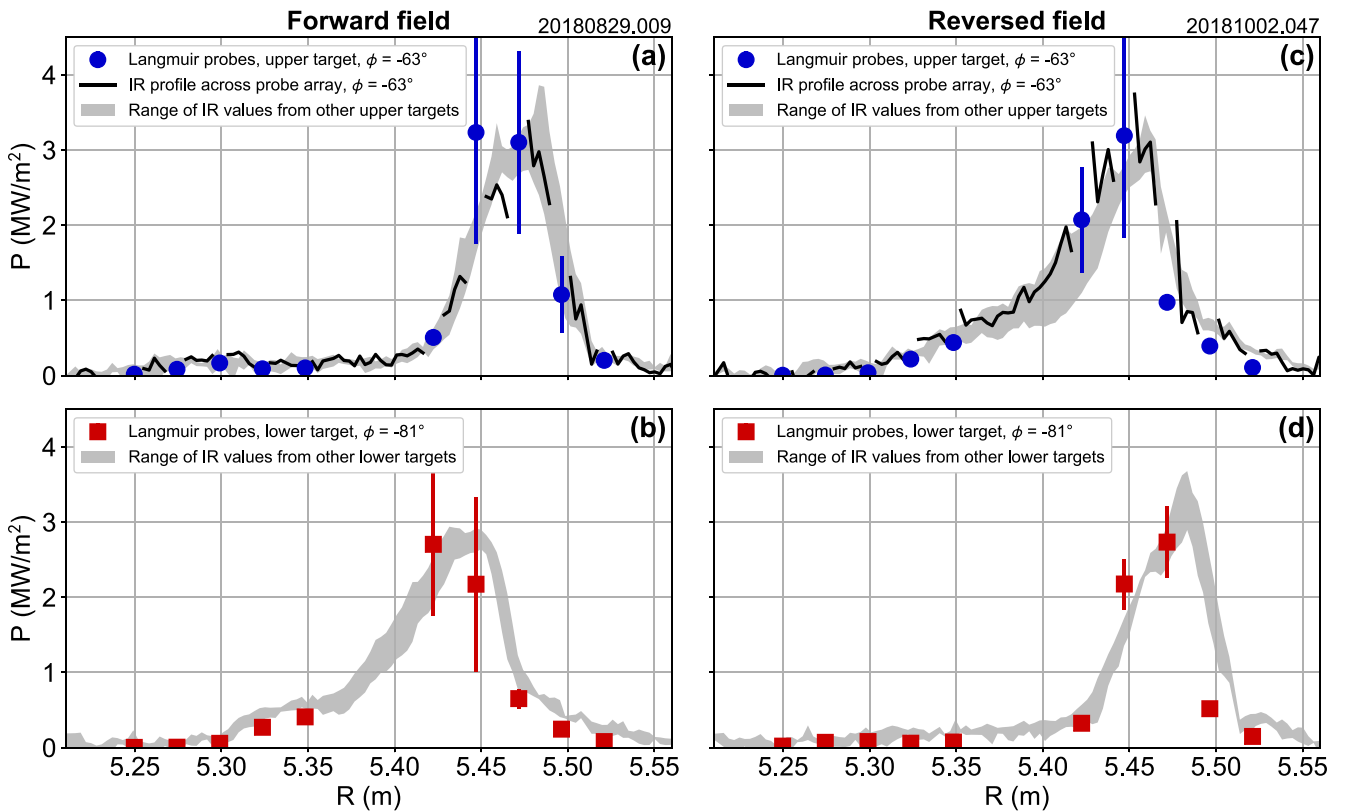 Forward field
20180829.009
(a)
Langmuir probes, upper target, ϕ = -63°
IR profile across probe array, ϕ = -63°
Range of IR values from other upper targets
P (MW/m²)
4
3
2
1
0
Reversed field
20181002.047
(c)
Langmuir probes, upper target, ϕ = -63°
IR profile across probe array, ϕ = -63°
Range of IR values from other upper targets
(b)
Langmuir probes, lower target, ϕ = -81°
Range of IR values from other lower targets
P (MW/m²)
4
3
2
1
0
5.25 5.30 5.35 5.40 5.45 5.50 5.55
R (m)
(d)
Langmuir probes, lower target, ϕ = -81°
Range of IR values from other lower targets
5.25 5.30 5.35 5.40 5.45 5.50 5.55
R (m)